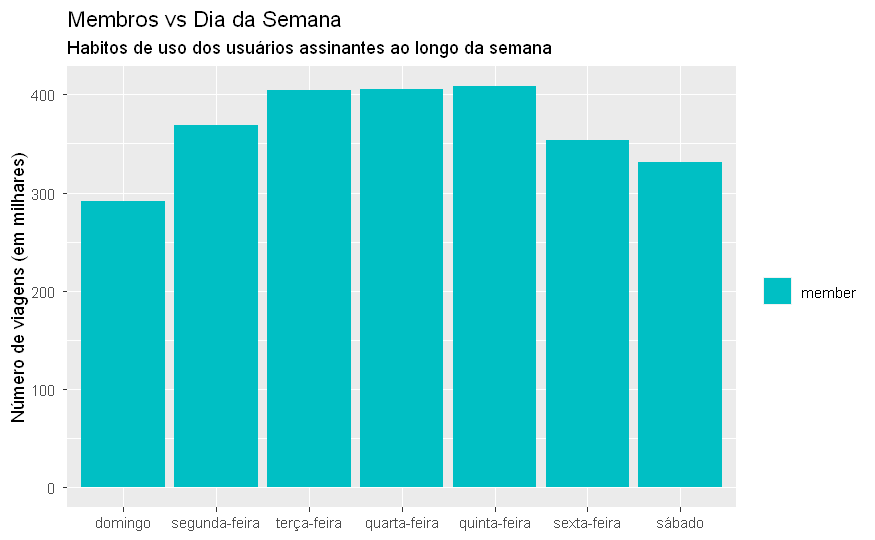 Membros vs Dia da Semana
Habitos de uso dos usuários assinantes ao longo da semana
Número de viagens (em milhares)
400
300
200
100
0
domingo segunda-feira terça-feira quarta-feira quinta-feira sexta-feira sábado
member